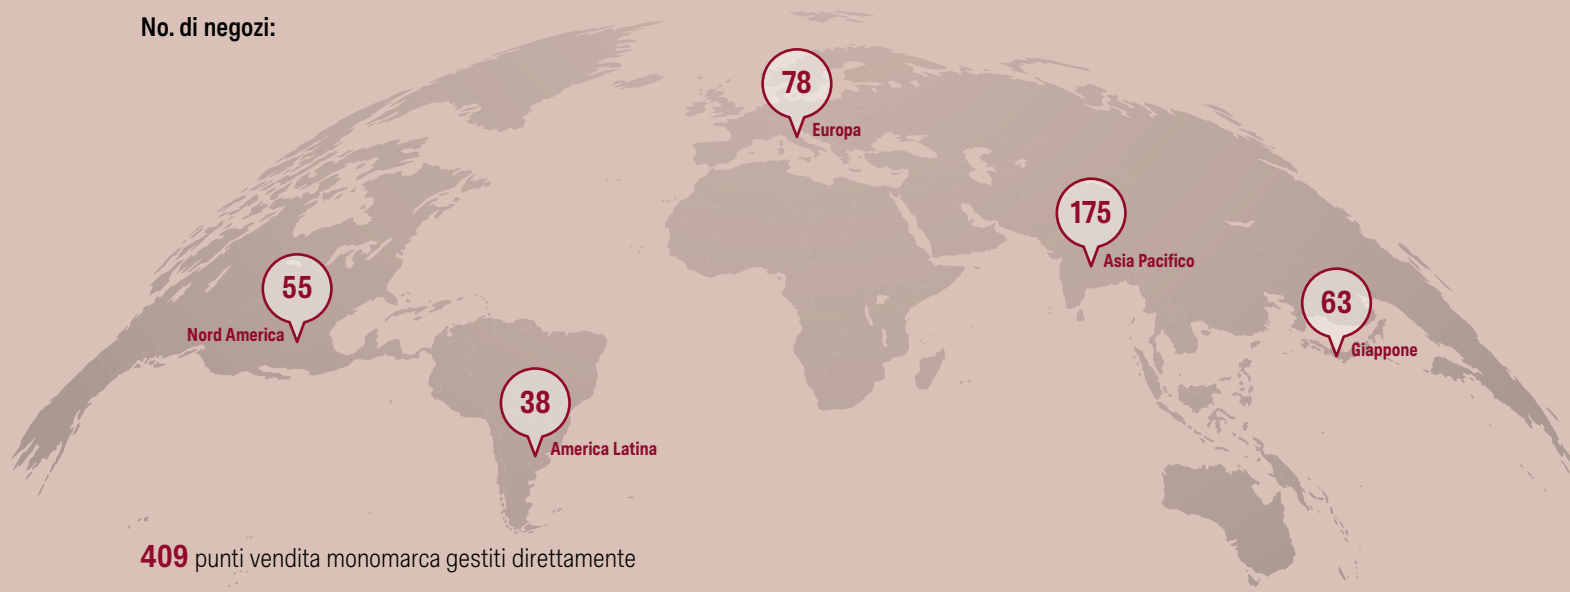 No. di negozi:
78
Europa
175
Asia Pacifico
55
Nord America
63
Giappone
38
America Latina
409 punti vendita monomarca gestiti direttamente